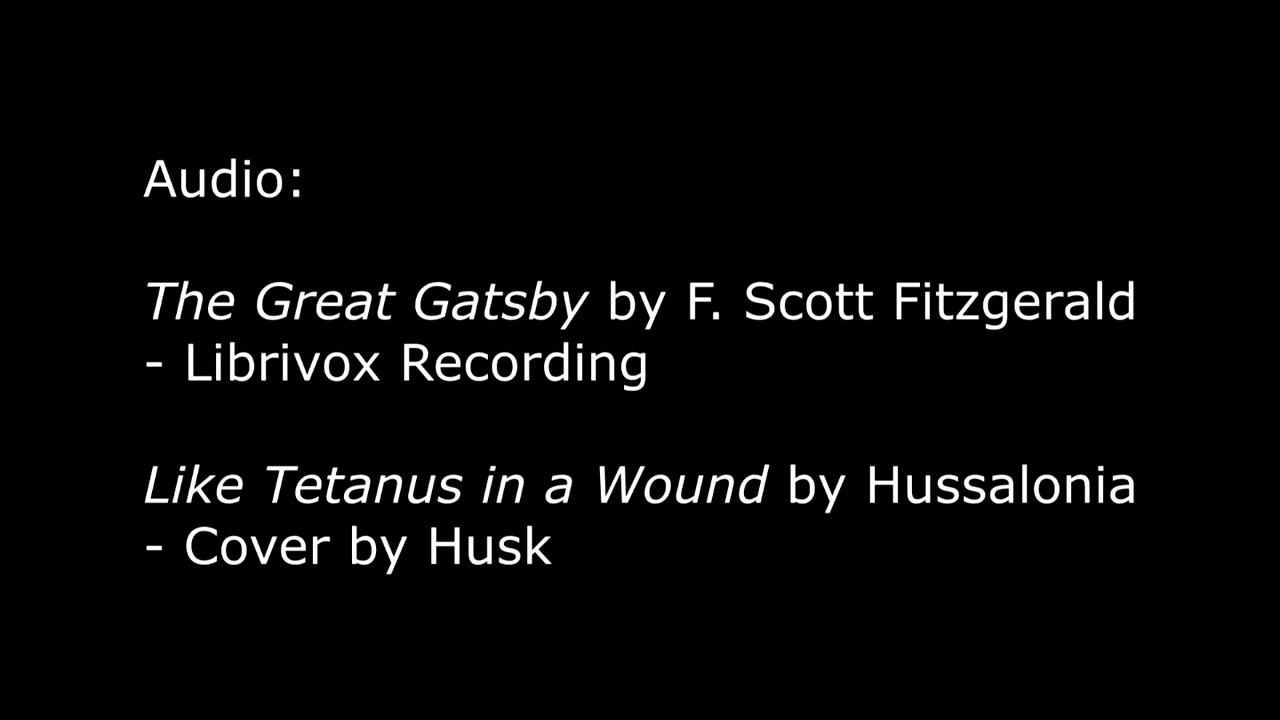 Audio:
The Great Gatsby by F. Scott Fitzgerald
- Librivox Recording
Like Tetanus in a Wound by Hussalonia
- Cover by Husk